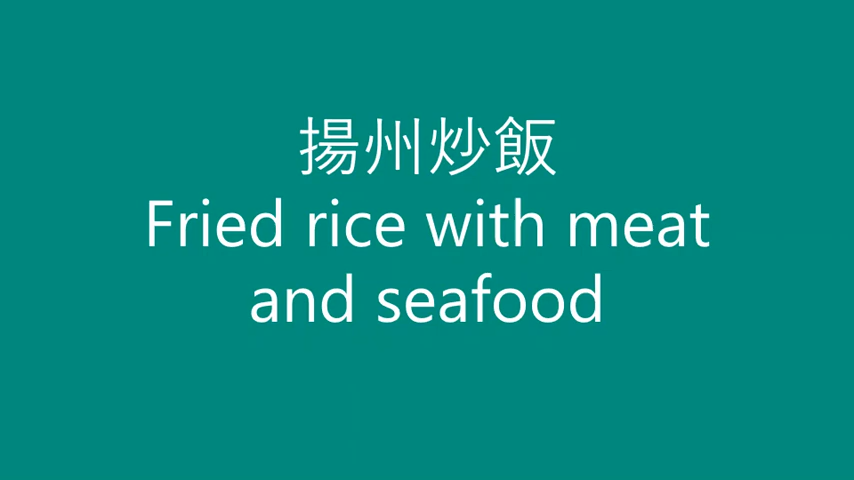 揚州炒飯
Fried rice with meat
and seafood